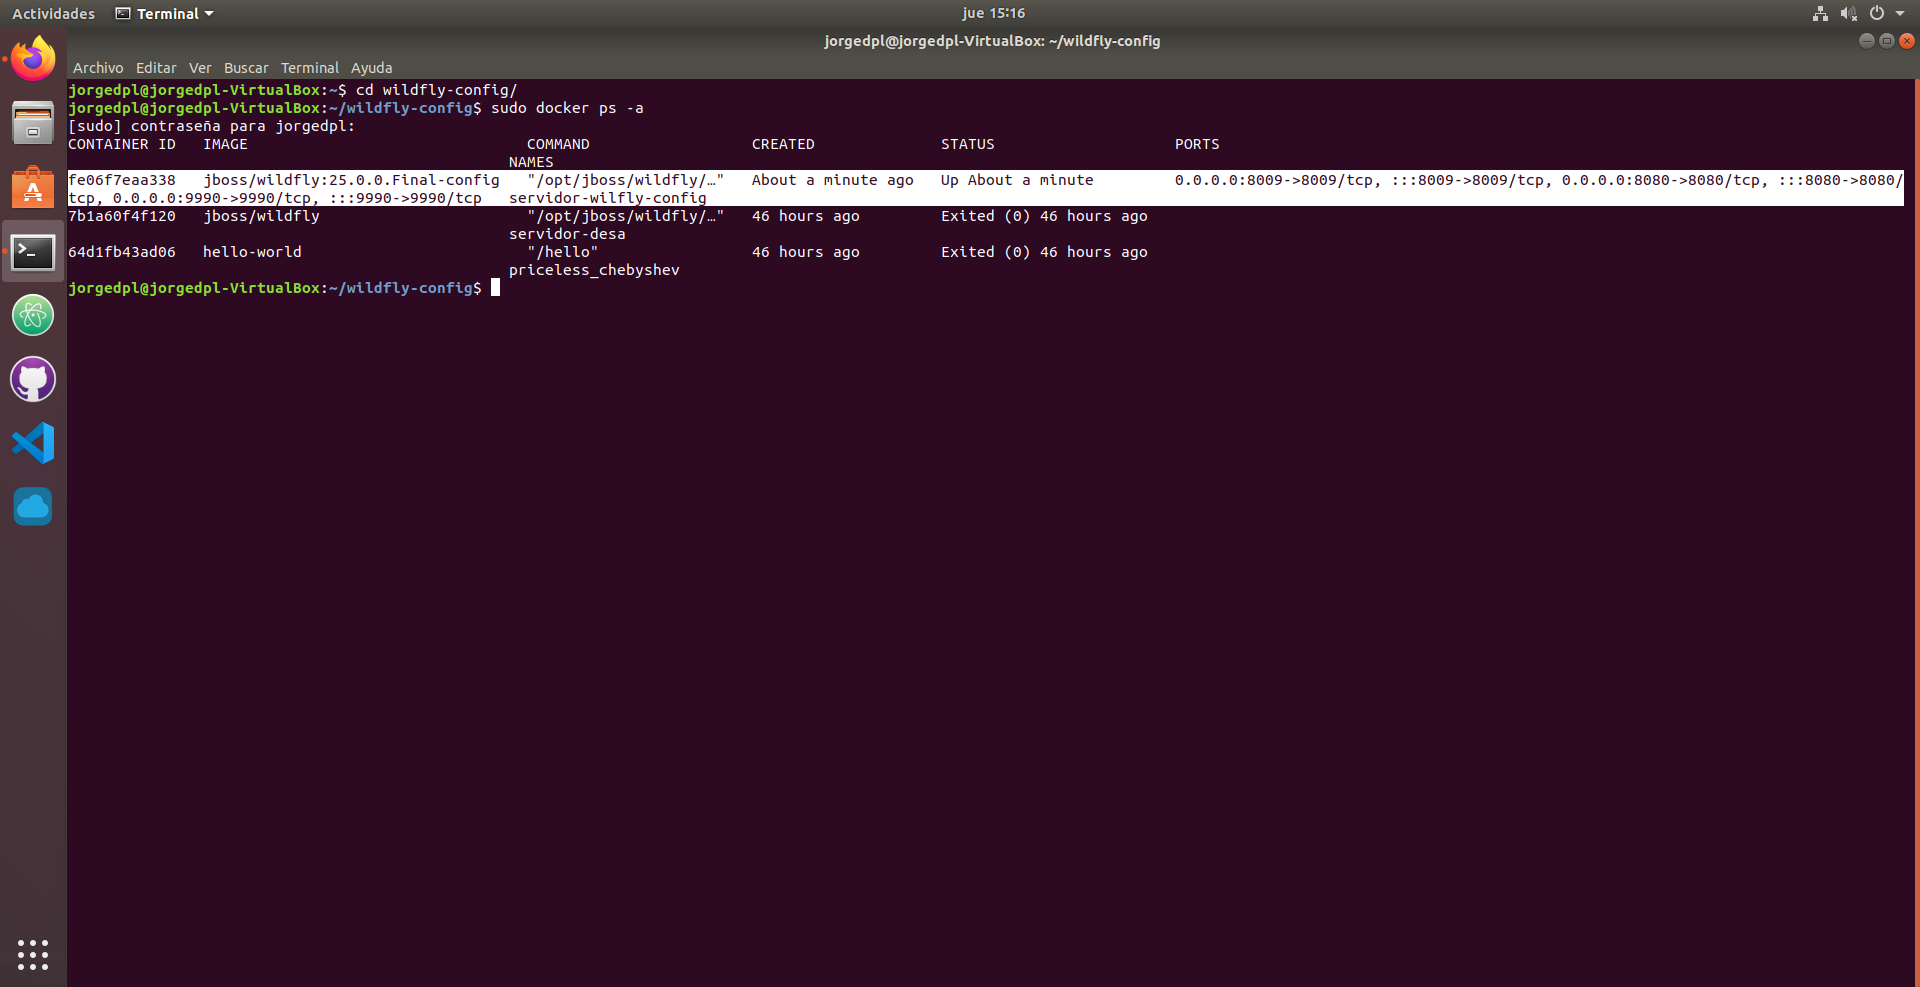 Actividades Terminal jue 15:16
jorgedpl@jorgedpl-VirtualBox: ~/wildfly-config
Archivo Editar Ver Buscar Terminal Ayuda
jorgedpl@jorgedpl-VirtualBox:~$ cd wildfly-config/
jorgedpl@jorgedpl-VirtualBox:~/wildfly-config$ sudo docker ps -a
[sudo] contraseña para jorgedpl:
CONTAINER ID   IMAGE                               COMMAND                  CREATED              STATUS                    PORTS
                                                 NAMES
fe06f7eaa338   jboss/wildfly:25.0.0.Final-config   "/opt/jboss/wildfly/…"   About a minute ago   Up About a minute         0.0.0.0:8009->8009/tcp, :::8009->8009/tcp, 0.0.0.0:8080->8080/tcp, :::8080->8080/
tcp, 0.0.0.0:9990->9990/tcp, :::9990->9990/tcp   servidor-wilfly-config
7b1a60f4f120   jboss/wildfly                       "/opt/jboss/wildfly/…"   46 hours ago         Exited (0) 46 hours ago
                                                 servidor-desa
64d1fb43ad06   hello-world                         "/hello"                 46 hours ago         Exited (0) 46 hours ago
                                                 priceless_chebyshev
jorgedpl@jorgedpl-VirtualBox:~/wildfly-config$